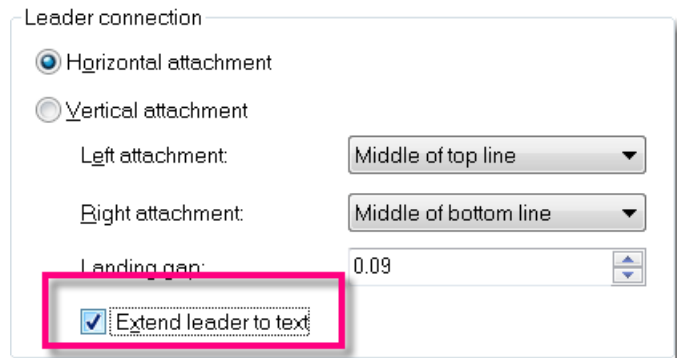 Leader connection
Horizontal attachment
Vertical attachment
Left attachment: Middle of top line
Right attachment: Middle of bottom line
Landing gap: 0.09
Extend leader to text